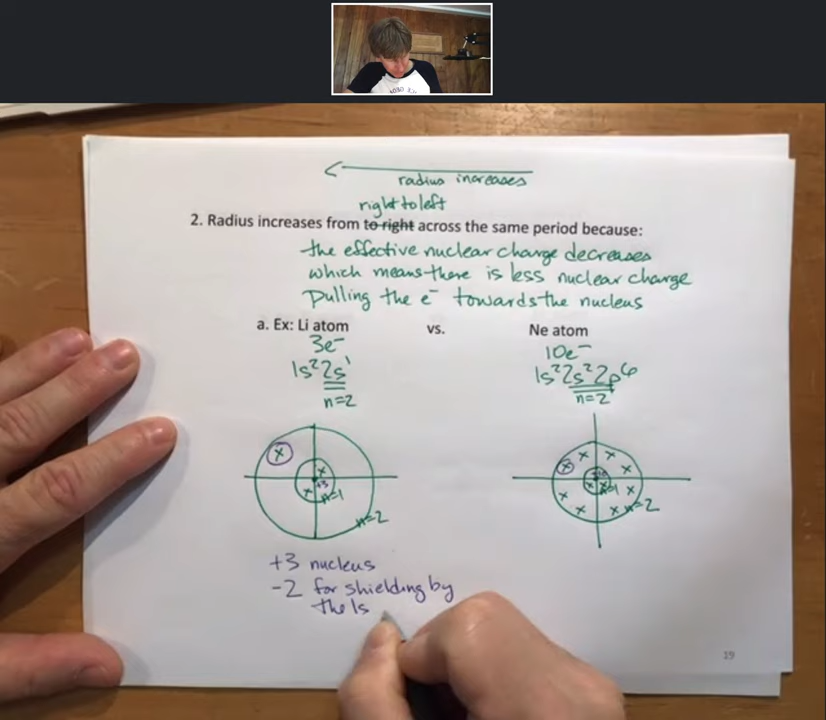 radius increases
right to left
2. Radius increases from to right across the same period because:
the effective nuclear charge decreases
which means there is less nuclear charge
pulling the e⁻ towards the nucleus
a. Ex: Li atom vs. Ne atom
3e⁻ 10e⁻
1s²2s¹ 1s²2s²2p⁶
n=2 n=2
x x x x x
x +3 x x
n=1 n=1
x n=2 x x x x n=2
+3 nucleus
-2 for shielding by
the 1s
19